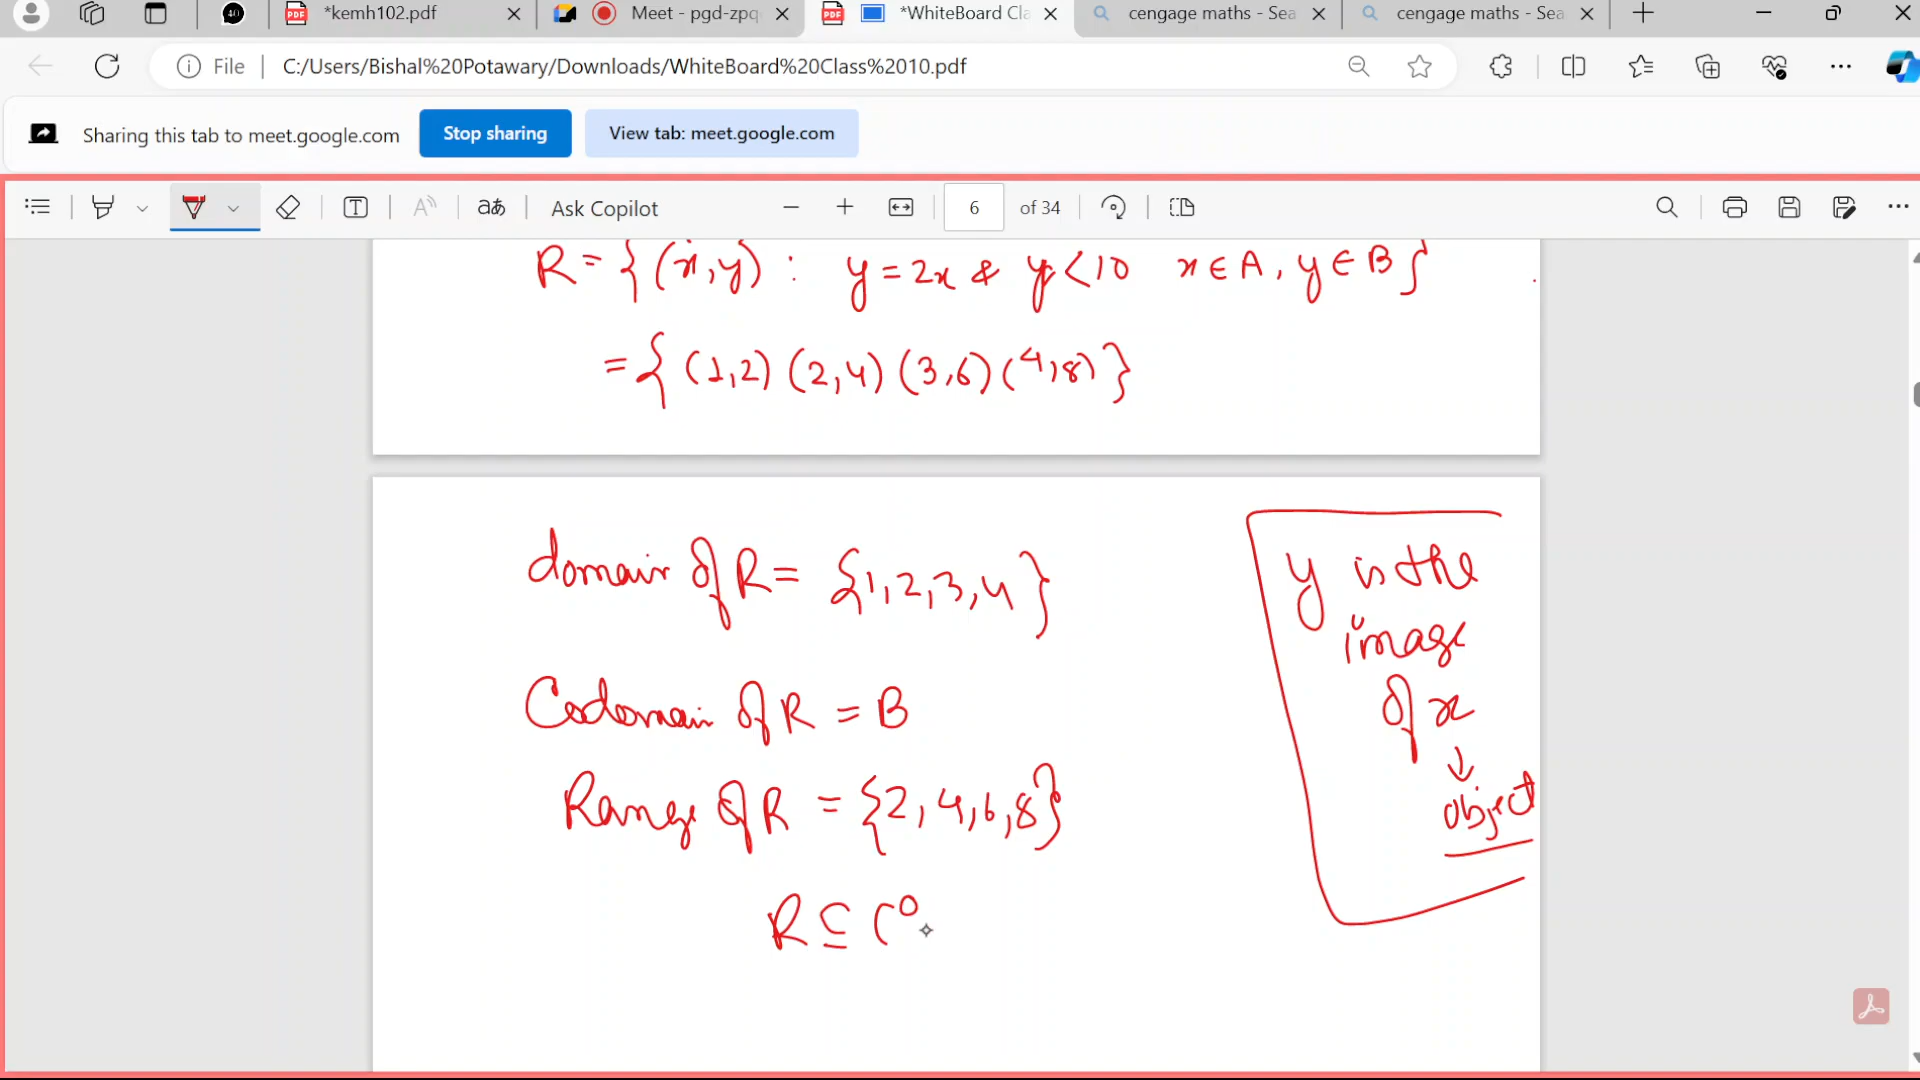 *kemh102.pdf
Meet - pgd-zpq
*WhiteBoard Cla
cengage maths - Sea
cengage maths - Sea
File
C:/Users/Bishal%20Potawary/Downloads/WhiteBoard%20Class%2010.pdf
Sharing this tab to meet.google.com
Stop sharing
View tab: meet.google.com
Ask Copilot
6 of 34
R = {(x,y) : y = 2x & y < 10 x ∈ A, y ∈ B}
= { (1,2) (2,4) (3,6) (4,8) }
domain of R = {1,2,3,4}
Codomain of R = B
Range of R = {2,4,6,8}
R ⊆ Co
y is the
image
of x
↓
object